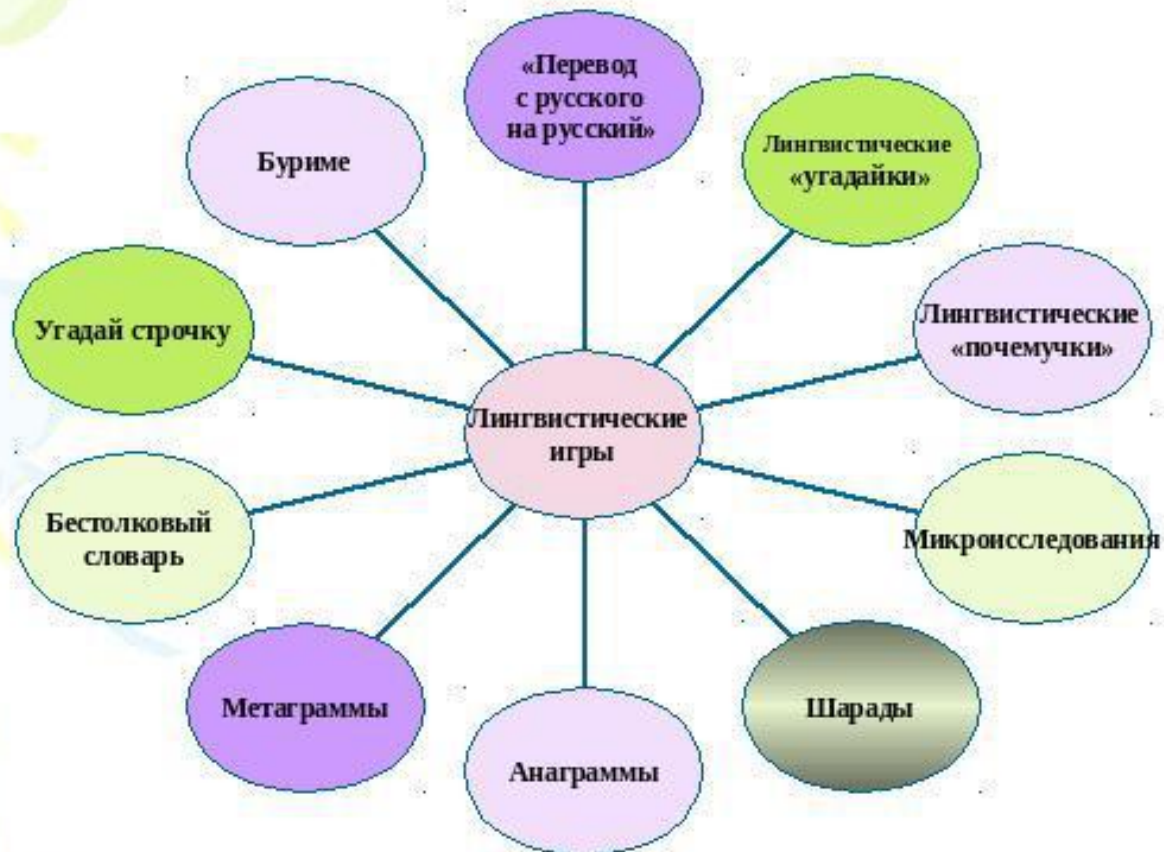 «Перевод
с русского
на русский»
Лингвистические
«угадайки»
Лингвистические
«почемучки»
Микроисследования
Шарады
Анаграммы
Метаграммы
Бестолковый
словарь
Угадай строчку
Буриме
Лингвистические
игры